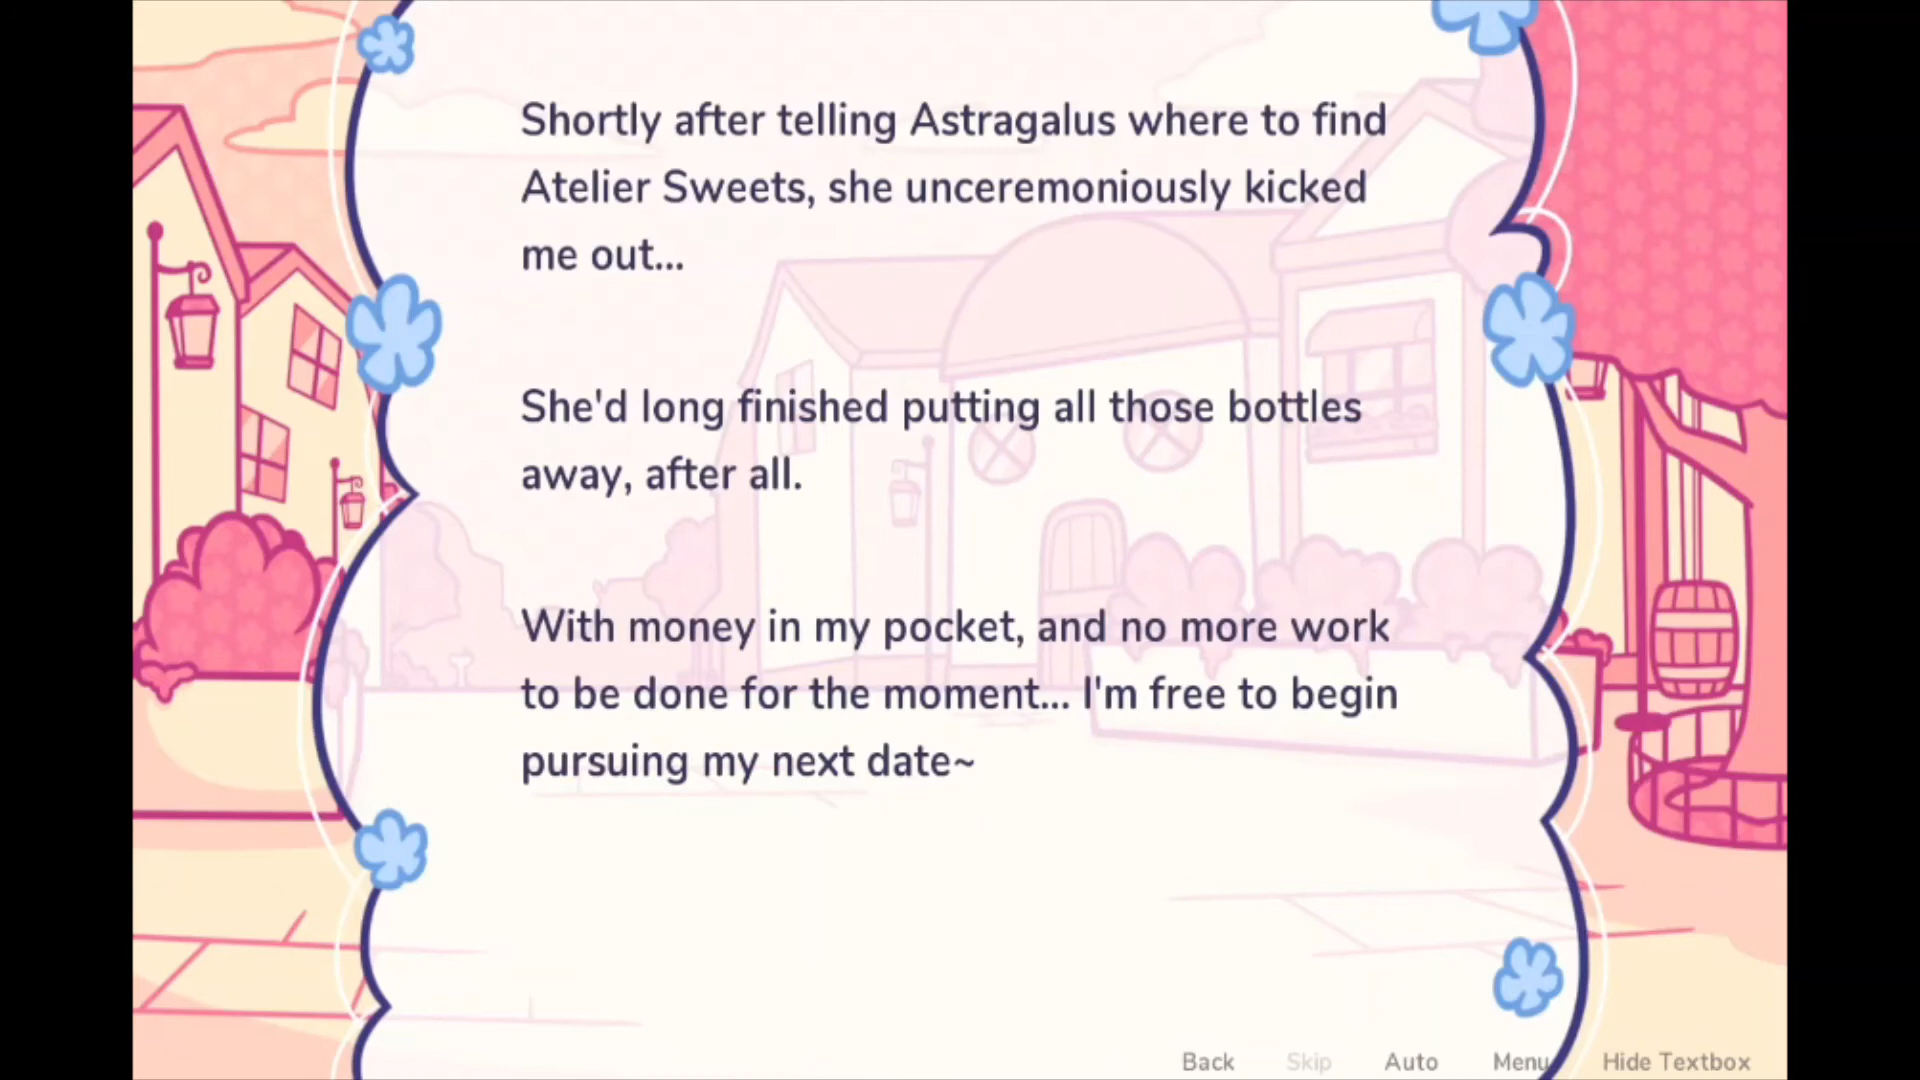 Shortly after telling Astragalus where to find
Atelier Sweets, she unceremoniously kicked
me out...
She'd long finished putting all those bottles
away, after all.
With money in my pocket, and no more work
to be done for the moment... I'm free to begin
pursuing my next date~
Back Skip Auto Menu Hide Textbox